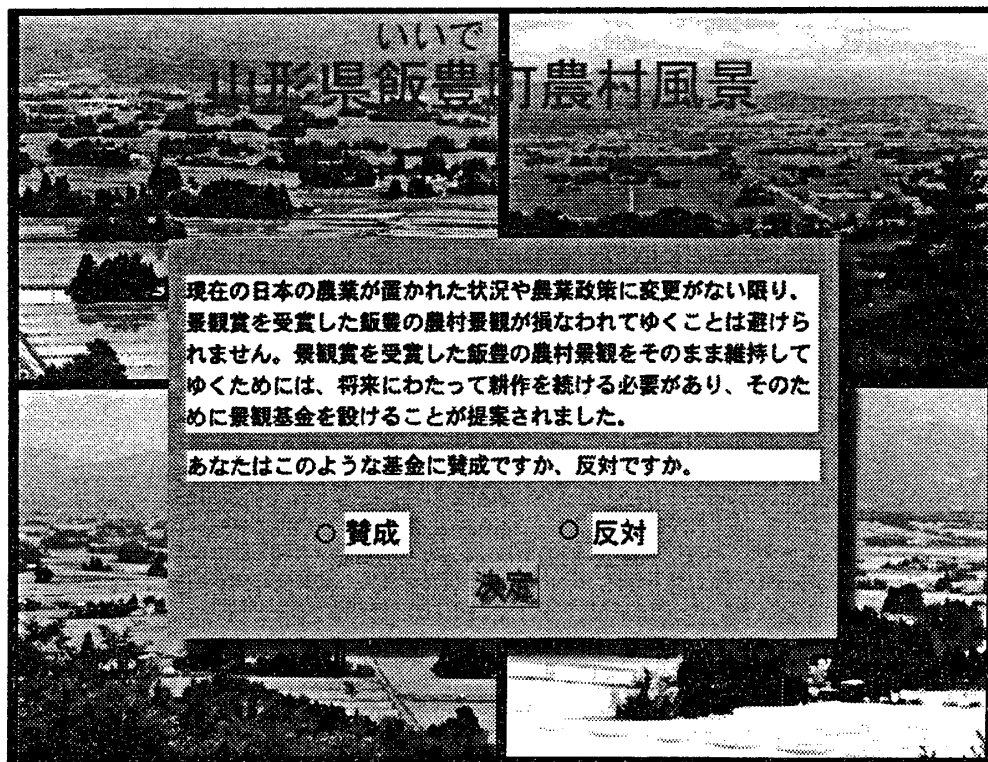 いいで
山形県飯豊町農村風景
現在の日本の農業が置かれた状況や農業政策に変更がない限り、
景観賞を受賞した飯豊の農村景観が損なわれてゆくことは避けら
れません。景観賞を受賞した飯豊の農村景観をそのまま維持して
ゆくためには、将来にわたって耕作を続ける必要があり、そのた
めに景観基金を設けることが提案されました。
あなたはこのような基金に賛成ですか、反対ですか。
○ 賛成 ○ 反対
決定